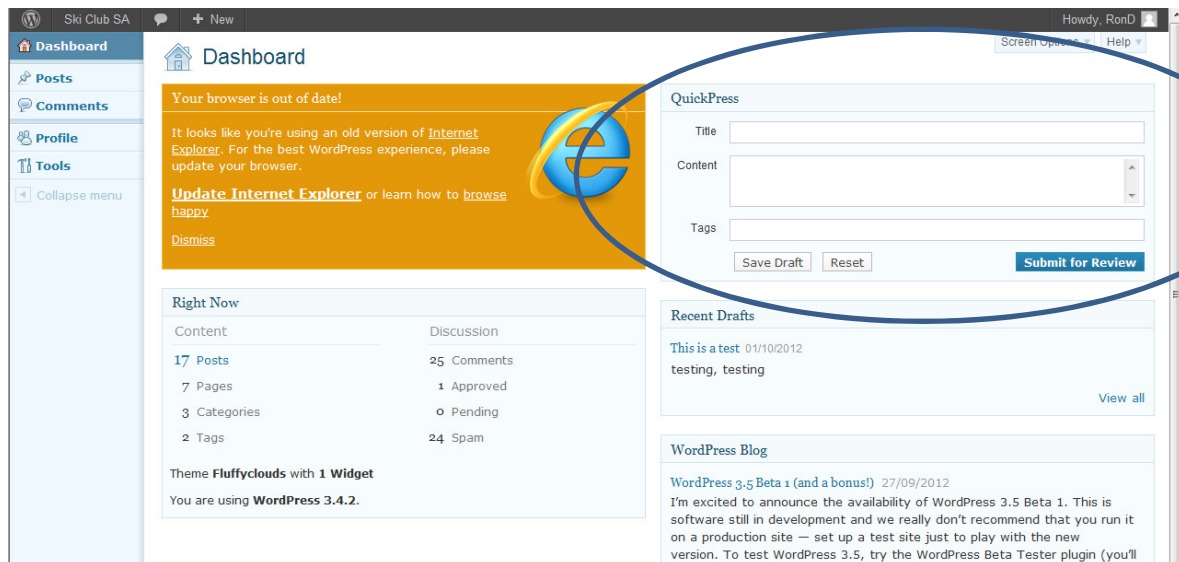 Ski Club SA
+ New
Howdy, RonD
Dashboard
Posts
Comments
Profile
Tools
Collapse menu
Screen Options
Help
Dashboard
Your browser is out of date!
It looks like you're using an old version of Internet
Explorer. For the best WordPress experience, please
update your browser.
Update Internet Explorer or learn how to browse
happy
Dismiss
Right Now
Content
17 Posts
7 Pages
3 Categories
2 Tags
Discussion
25 Comments
1 Approved
0 Pending
24 Spam
Theme Fluffyclouds with 1 Widget
You are using WordPress 3.4.2.
QuickPress
Title
Content
Tags
Save Draft
Reset
Submit for Review
Recent Drafts
This is a test 01/10/2012
testing, testing
View all
WordPress Blog
WordPress 3.5 Beta 1 (and a bonus!) 27/09/2012
I'm excited to announce the availability of WordPress 3.5 Beta 1. This is
software still in development and we really don't recommend that you run it
on a production site — set up a test site just to play with the new
version. To test WordPress 3.5, try the WordPress Beta Tester plugin (you'll